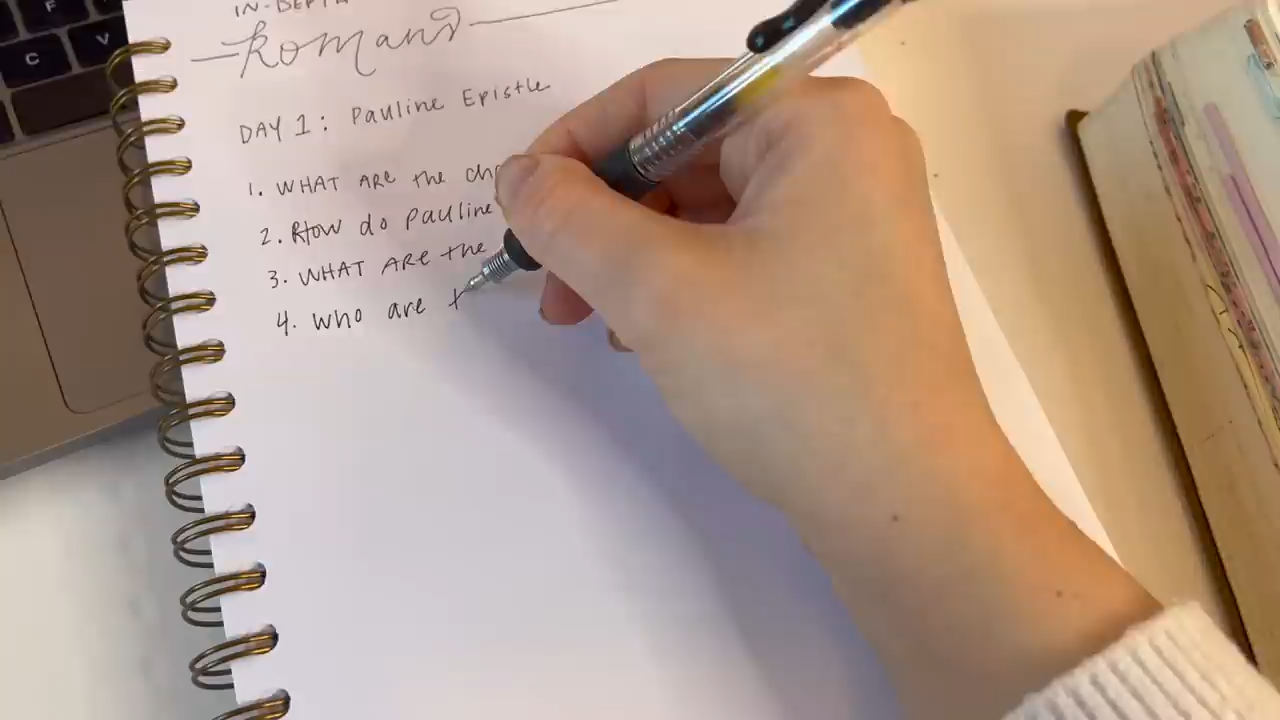 IN-DEPTH
Romans
DAY 1: Pauline Epistle
1. WHAT ARE the
2. How do Pauline
3. WHAT ARE the
4. who are
F
C
V